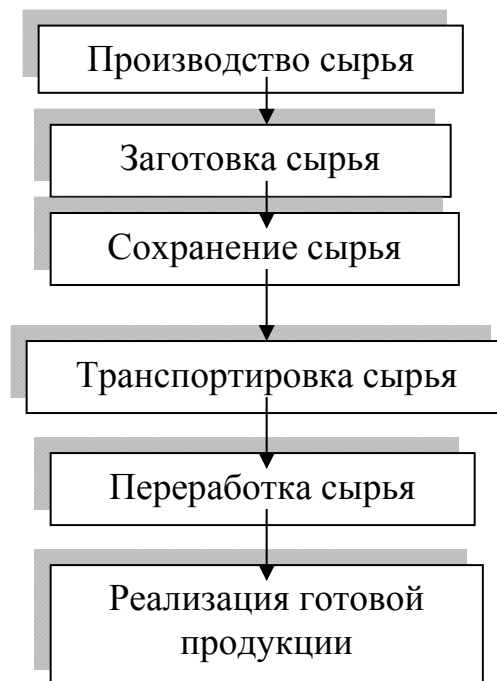 Производство сырья
Заготовка сырья
Сохранение сырья
Транспортировка сырья
Переработка сырья
Реализация готовой
продукции